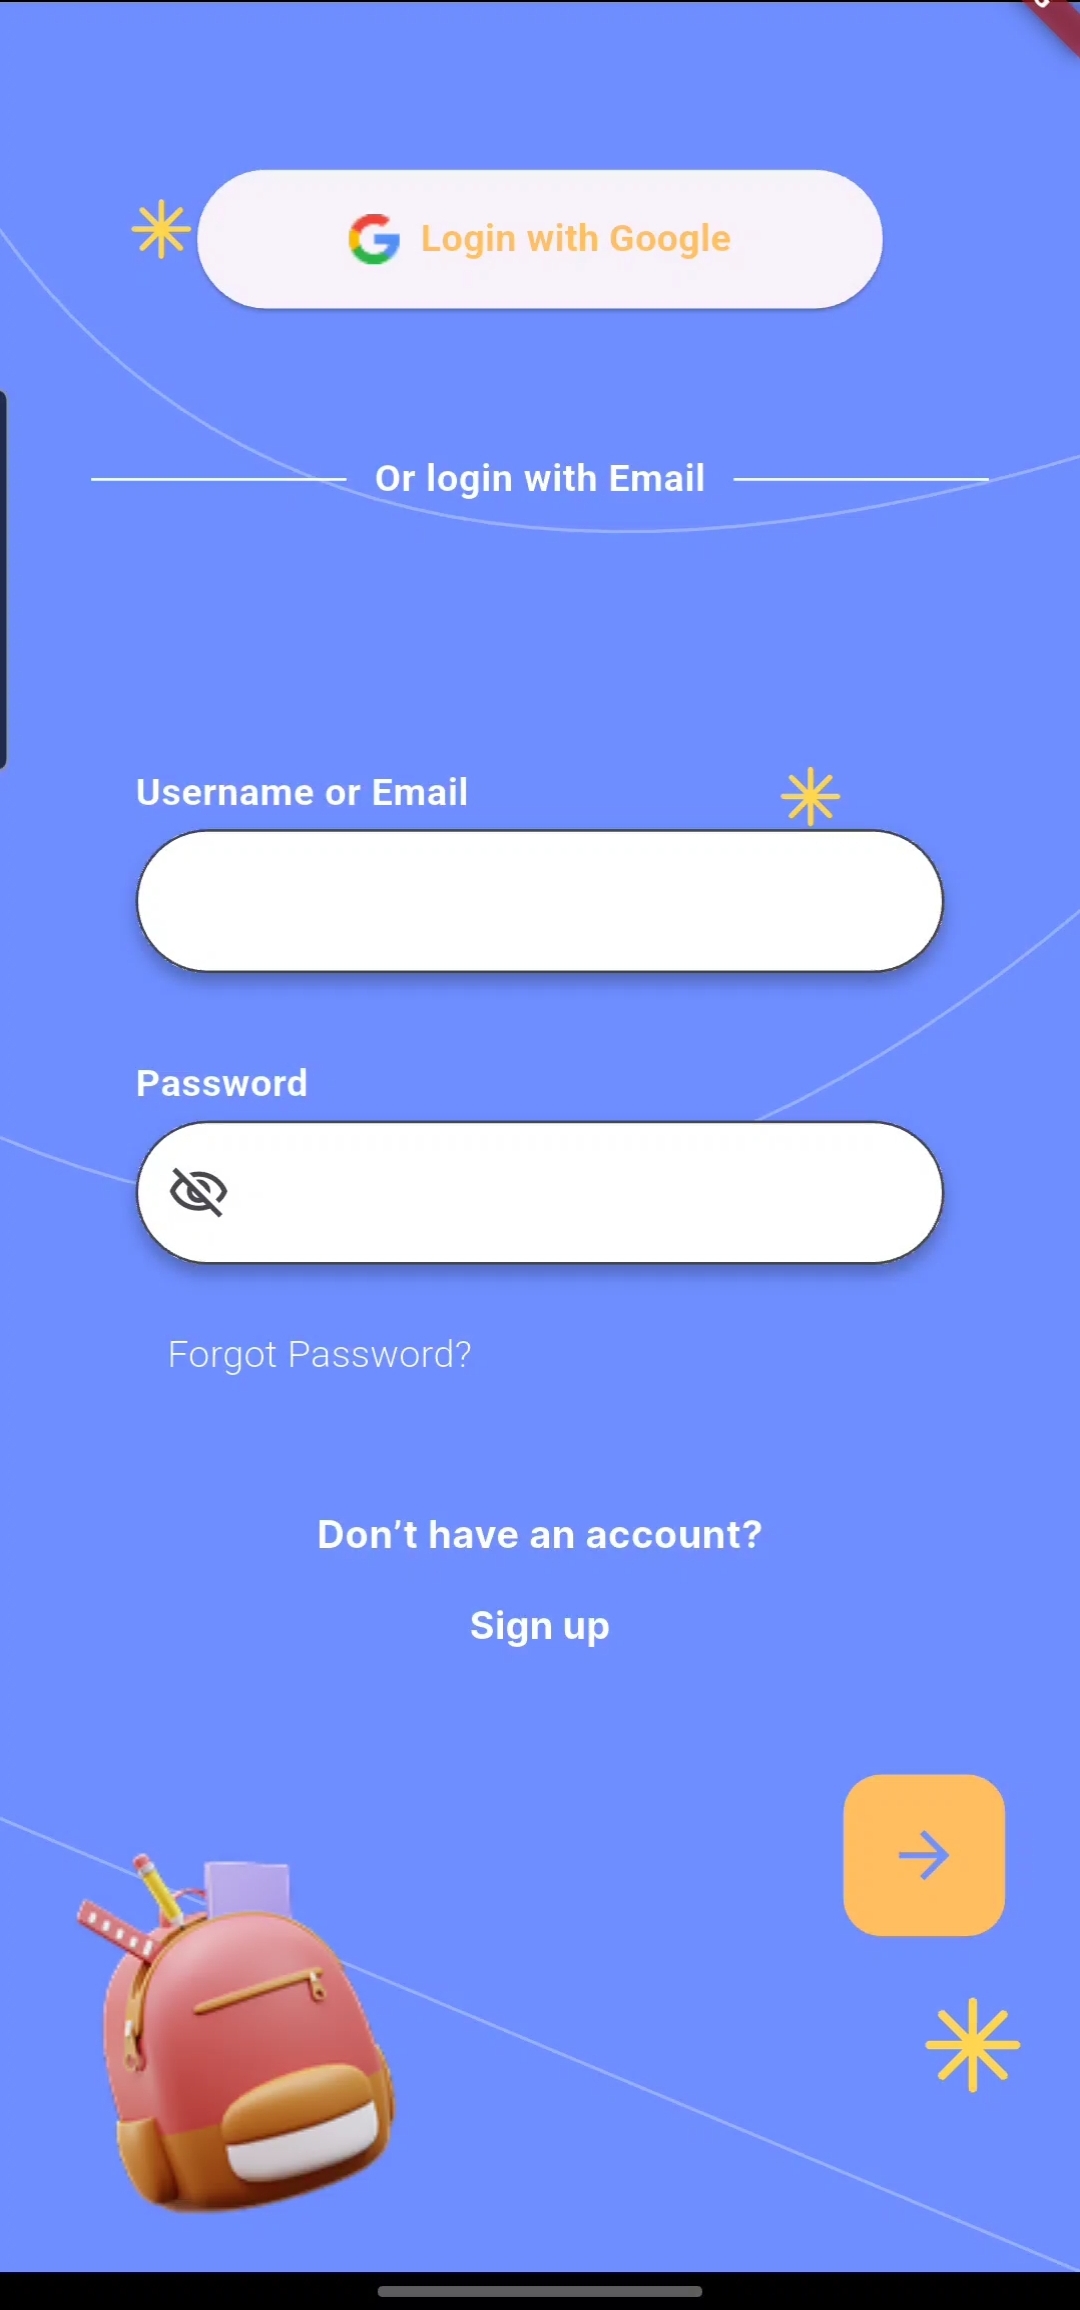 Login with Google
Or login with Email
Username or Email
Password
Forgot Password?
Don’t have an account?
Sign up